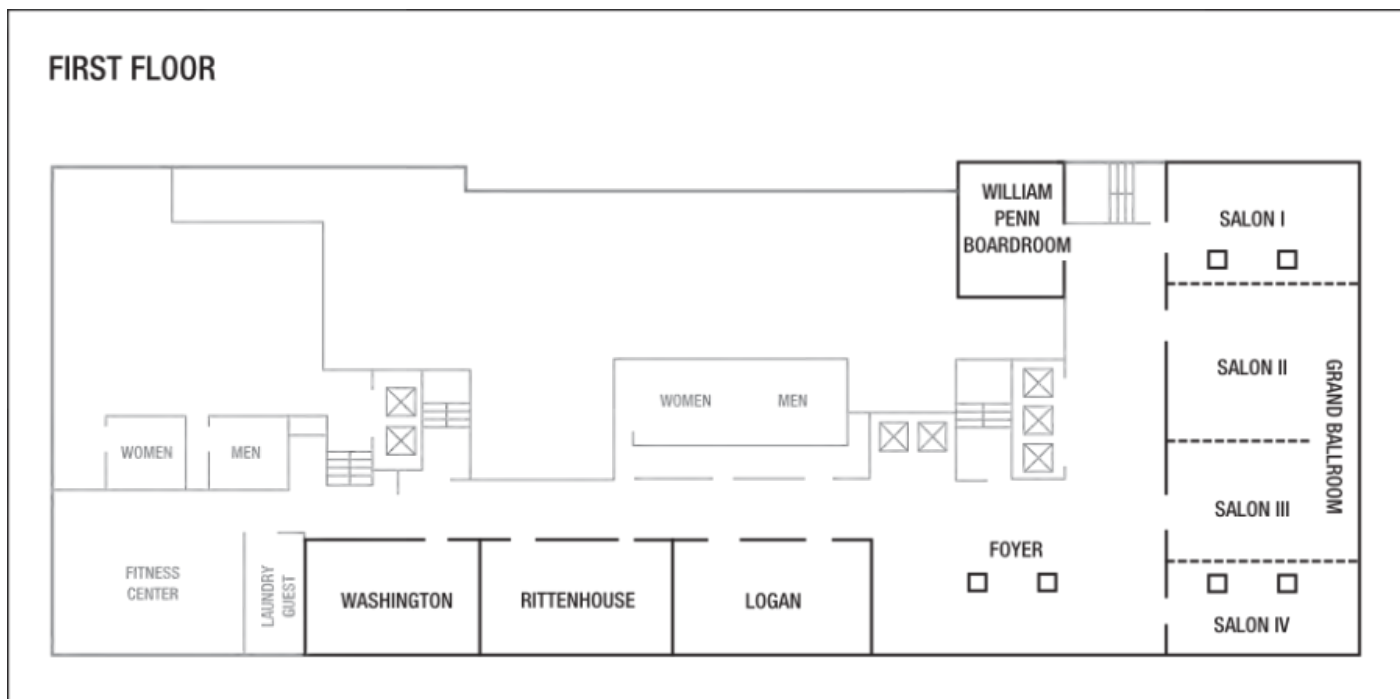 FIRST FLOOR
WILLIAM
PENN
BOARDROOM
SALON I
SALON II
GRAND BALLROOM
WOMEN
MEN
WOMEN
MEN
SALON III
FOYER
FITNESS
CENTER
LAUNDRY
GUEST
WASHINGTON
RITTENHOUSE
LOGAN
SALON IV